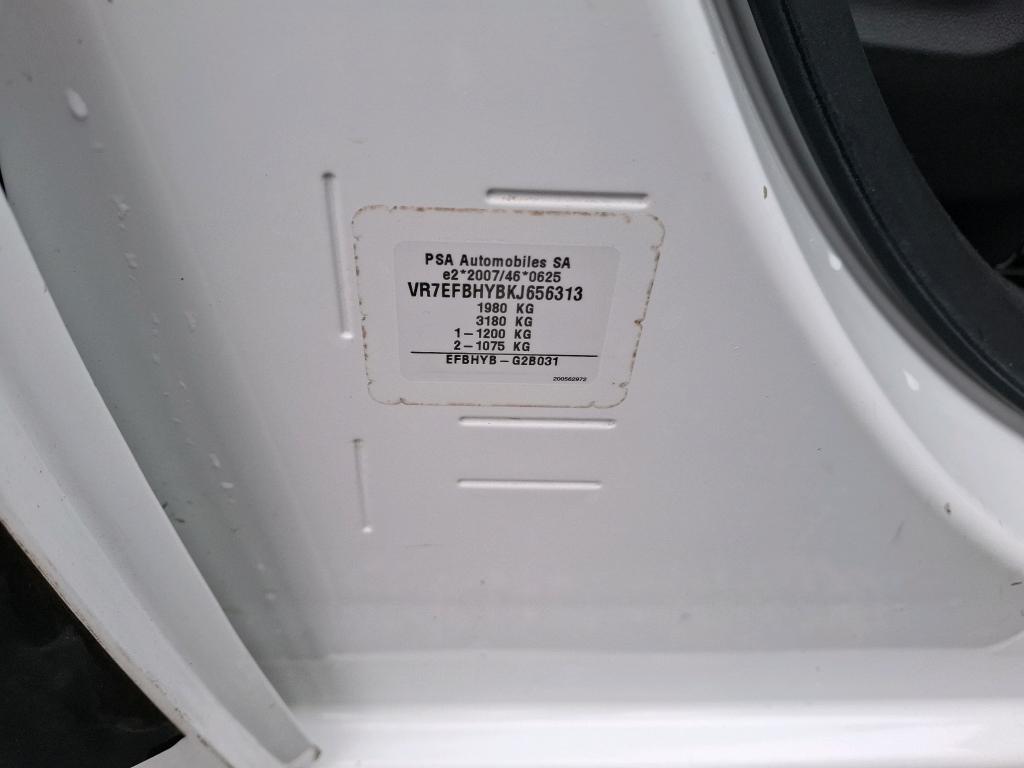 PSA Automobiles SA
e2*2007/46*0625
VR7EFBHYBKJ656313
1980 KG
3180 KG
1-1200 KG
2-1075 KG
EFBHYB-G2B031
200562972